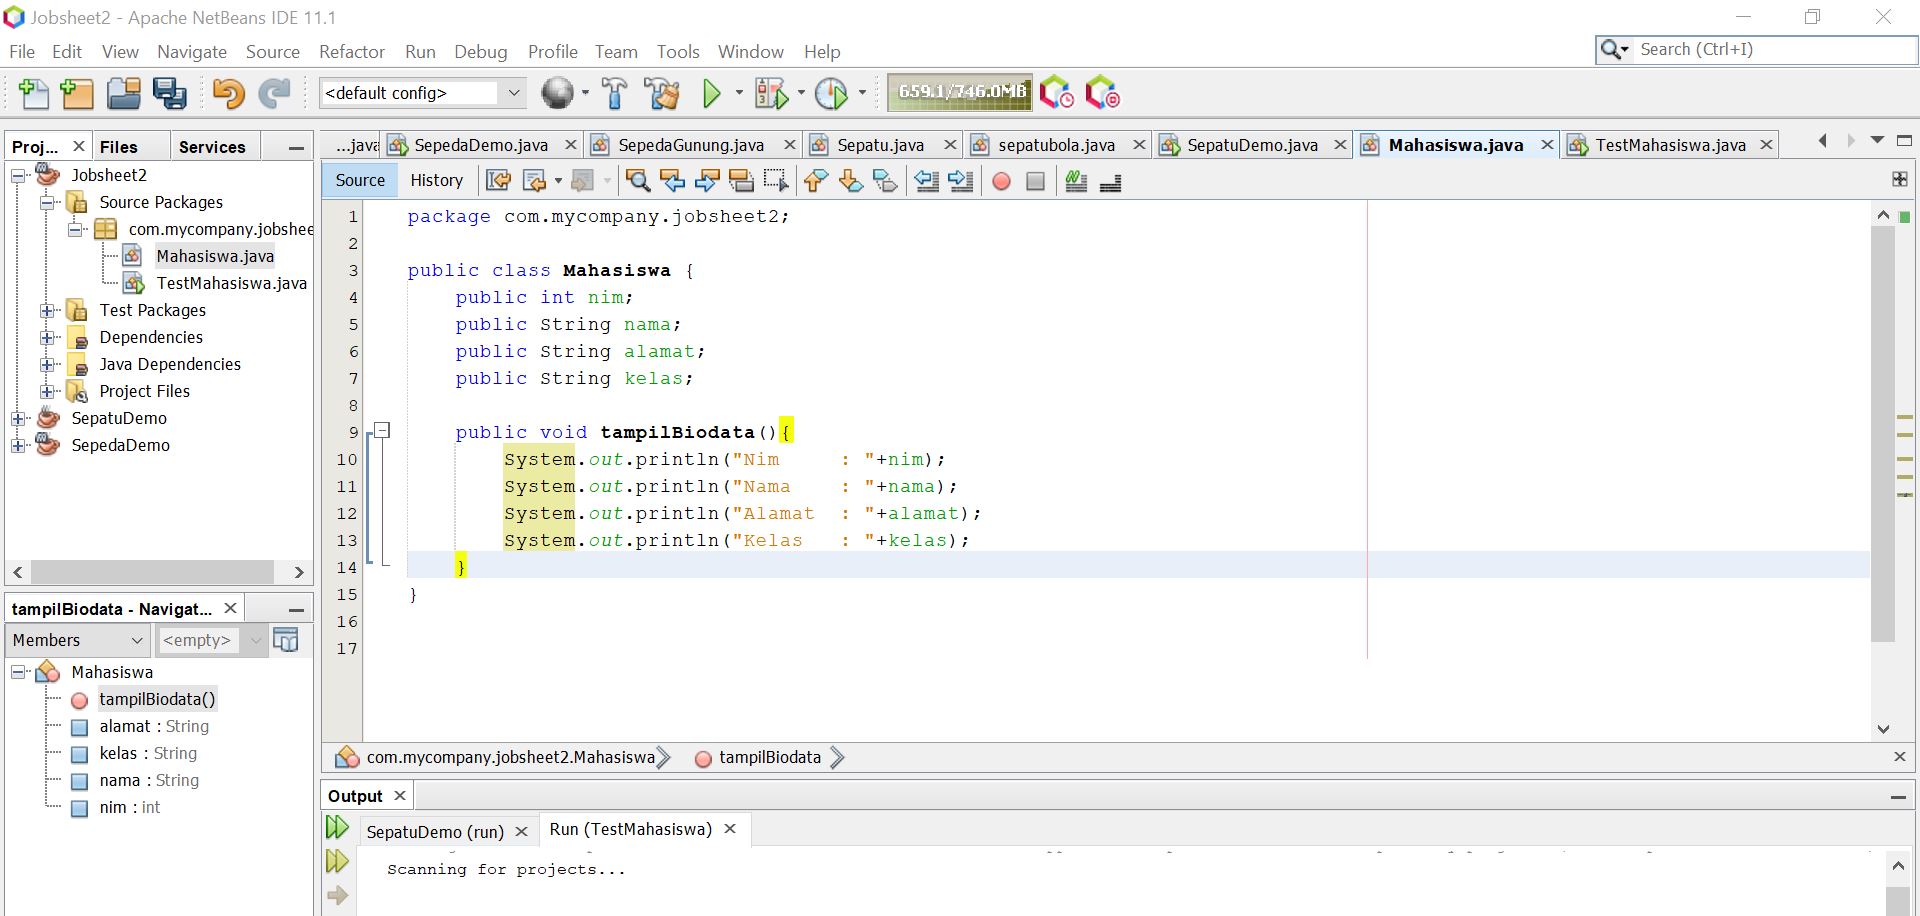 Jobsheet2 - Apache NetBeans IDE 11.1
File Edit View Navigate Source Refactor Run Debug Profile Team Tools Window Help
Search (Ctrl+I)
<default config>
659.1/746.0MB
Proj... Files Services
...java SepedaDemo.java SepedaGunung.java Sepatu.java sepatubola.java SepatuDemo.java Mahasiswa.java TestMahasiswa.java
Source History
Jobsheet2
Source Packages
com.mycompany.jobshee
Mahasiswa.java
TestMahasiswa.java
Test Packages
Dependencies
Java Dependencies
Project Files
SepatuDemo
SepedaDemo
1 package com.mycompany.jobsheet2;
2
3 public class Mahasiswa {
4 public int nim;
5 public String nama;
6 public String alamat;
7 public String kelas;
8
9 public void tampilBiodata(){
10 System.out.println("Nim     : "+nim);
11 System.out.println("Nama    : "+nama);
12 System.out.println("Alamat  : "+alamat);
13 System.out.println("Kelas   : "+kelas);
14 }
15 }
16
17
tampilBiodata - Navigat...
Members <empty>
Mahasiswa
tampilBiodata()
alamat : String
kelas : String
nama : String
nim : int
com.mycompany.jobsheet2.Mahasiswa tampilBiodata
Output
SepatuDemo (run) Run (TestMahasiswa)
Scanning for projects...